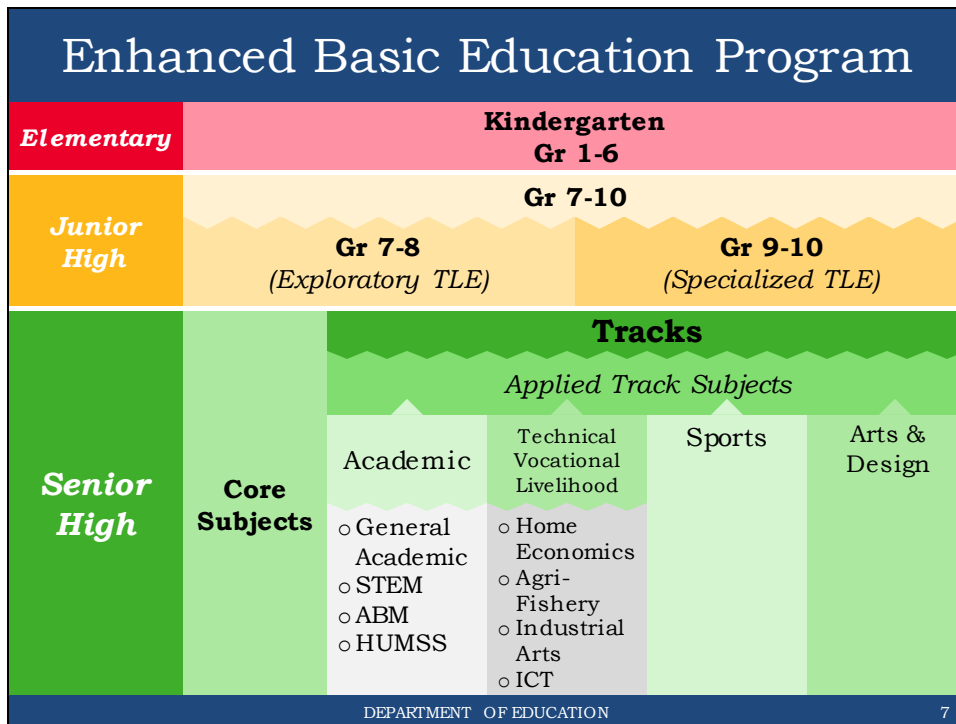 Enhanced Basic Education Program
Elementary
Kindergarten
Gr 1-6
Junior
High
Gr 7-10
Gr 7-8
(Exploratory TLE)
Gr 9-10
(Specialized TLE)
Senior
High
Core
Subjects
Tracks
Applied Track Subjects
Academic
o General
Academic
o STEM
o ABM
o HUMSS
Technical
Vocational
Livelihood
o Home
Economics
o Agri-
Fishery
o Industrial
Arts
o ICT
Sports
Arts &
Design
DEPARTMENT OF EDUCATION
7